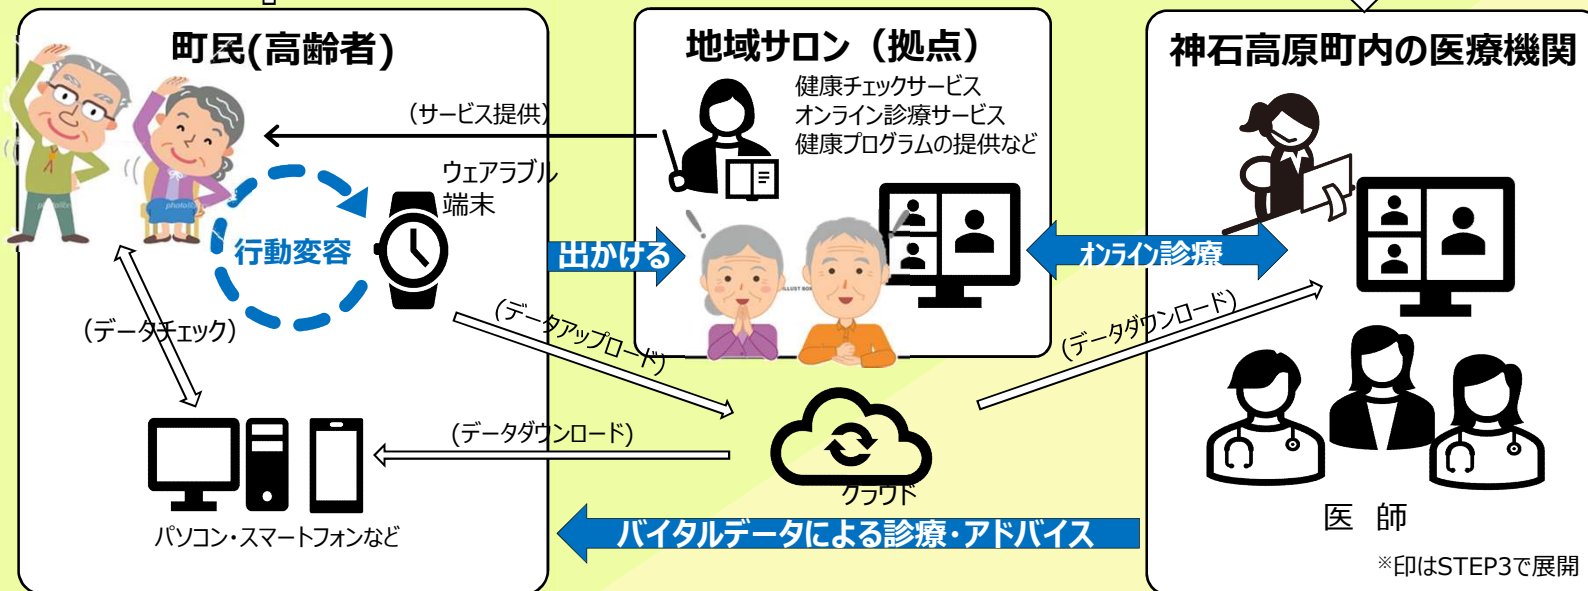 町民(高齢者)
(サービス提供)
ウェアラブル
端末
行動変容
(データチェック)
パソコン・スマートフォンなど
出かける
(データアップロード)
(データダウンロード)
地域サロン（拠点）
健康チェックサービス
オンライン診療サービス
健康プログラムの提供など
クラウド
バイタルデータによる診療・アドバイス
オンライン診療
(データダウンロード)
神石高原町内の医療機関
医 師
※印はSTEP3で展開